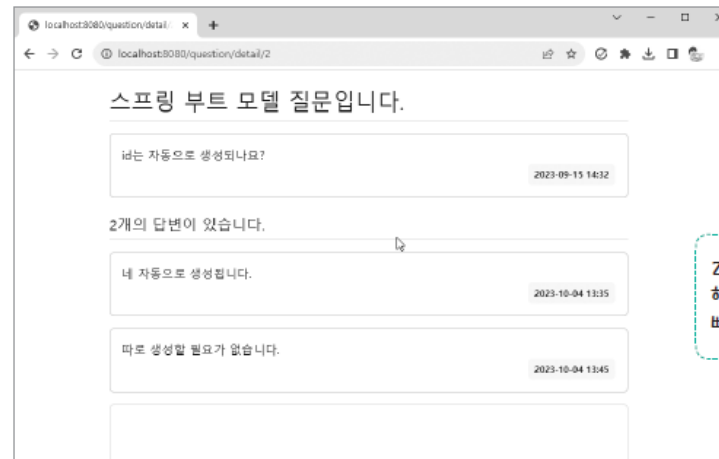 localhost:8080/question/detail/
localhost:8080/question/detail/2
스프링 부트 모델 질문입니다.
id는 자동으로 생성되나요?
2023-09-15 14:32
2개의 답변이 있습니다.
네 자동으로 생성됩니다.
2023-10-04 13:35
따로 생성할 필요가 없습니다.
2023-10-04 13:45